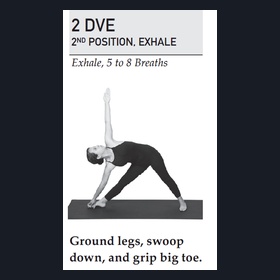 2 DVE
2ND POSITION, EXHALE
Exhale, 5 to 8 Breaths
Ground legs, swoop
down, and grip big toe.